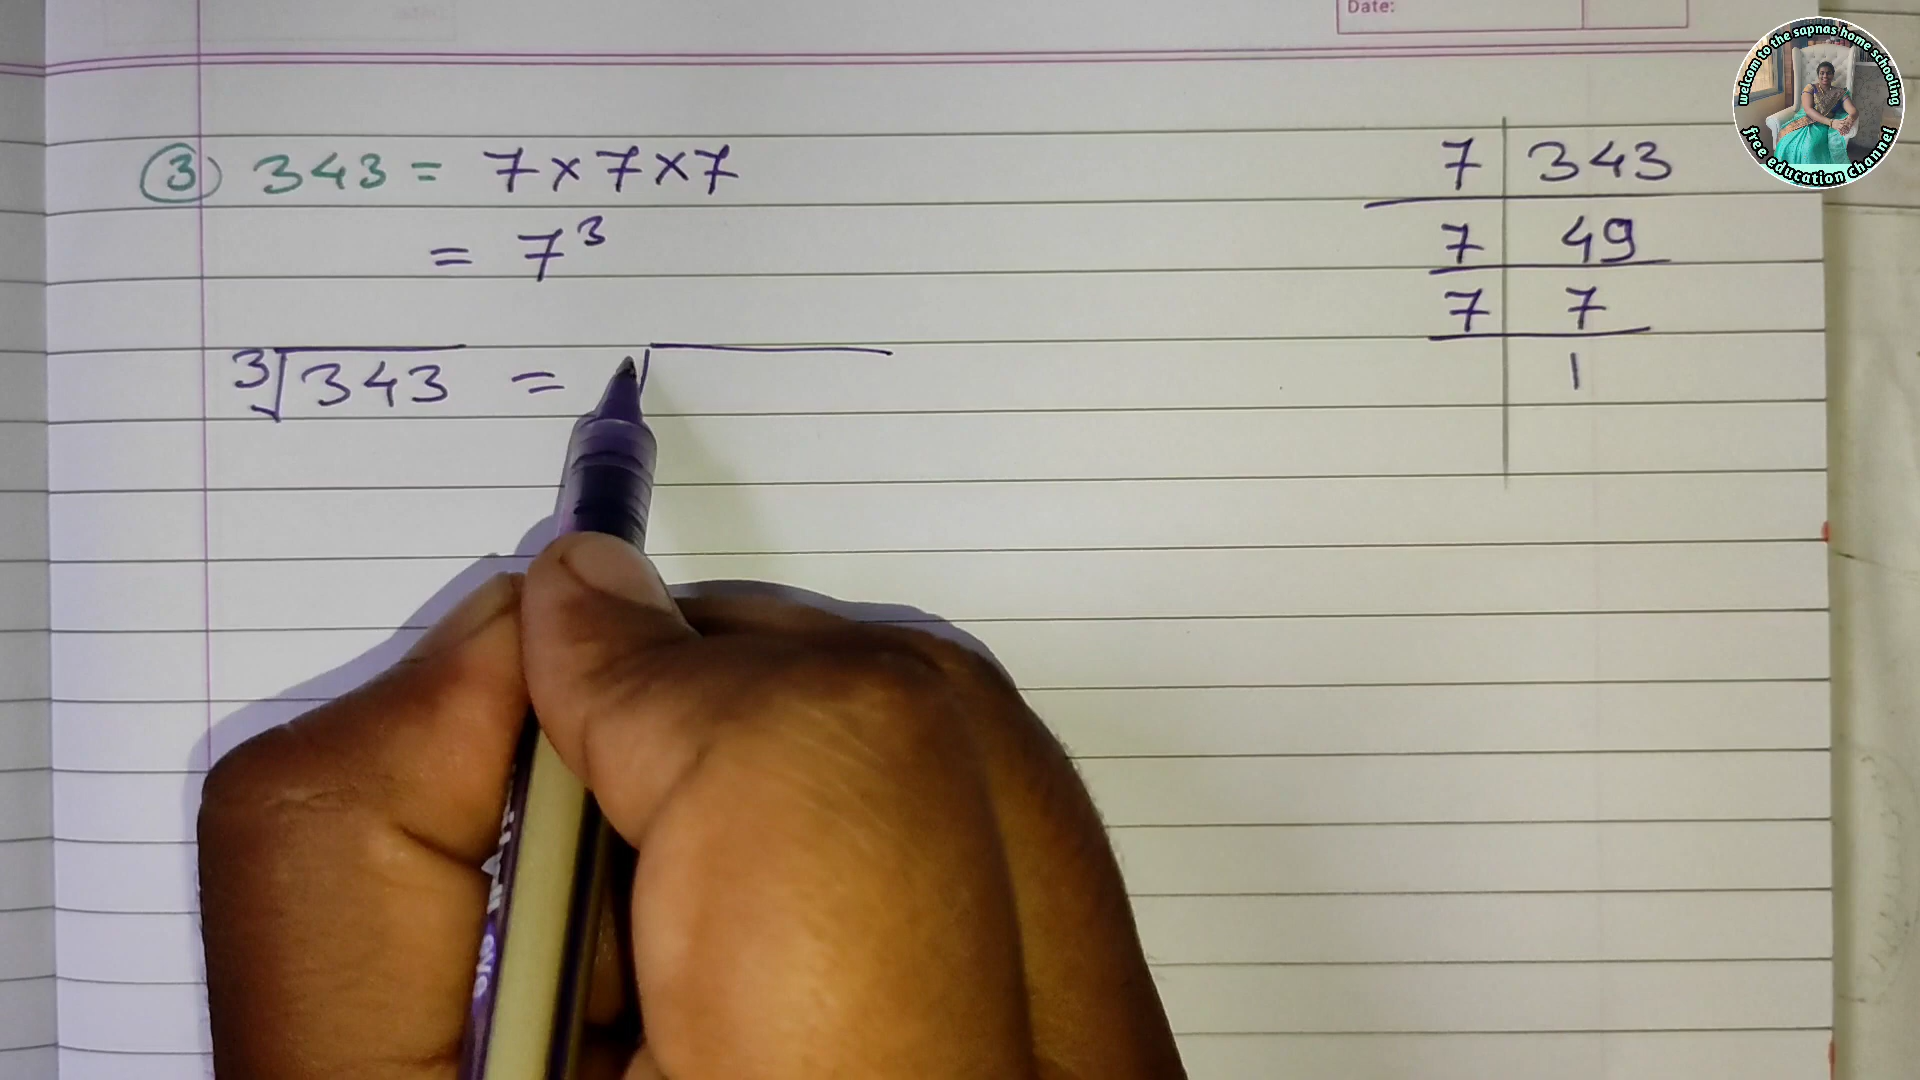 Date:
welcom to the sapnas home schooling
free education channel
③ 343 = 7×7×7
= 7³
∛343 = √
7 | 343
7 | 49
7 | 7
1